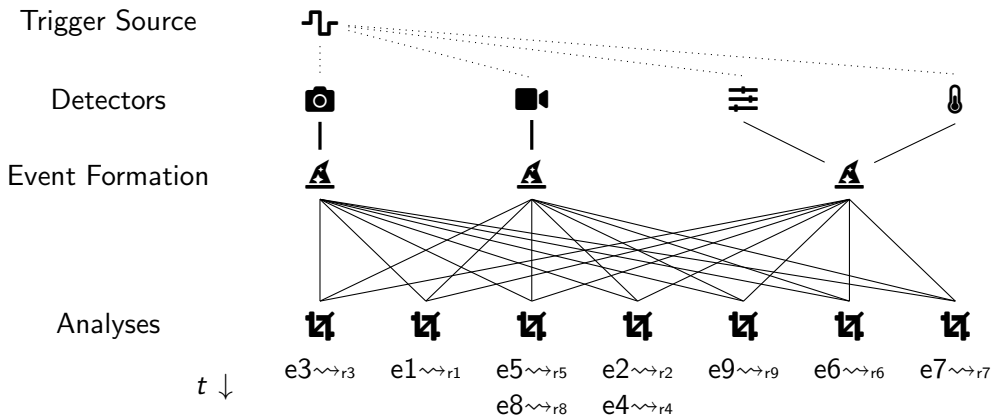 Trigger Source
Detectors
Event Formation
Analyses
e3⇝r3 e1⇝r1 e5⇝r5 e2⇝r2 e9⇝r9 e6⇝r6 e7⇝r7
t ↓
e8⇝r8 e4⇝r4